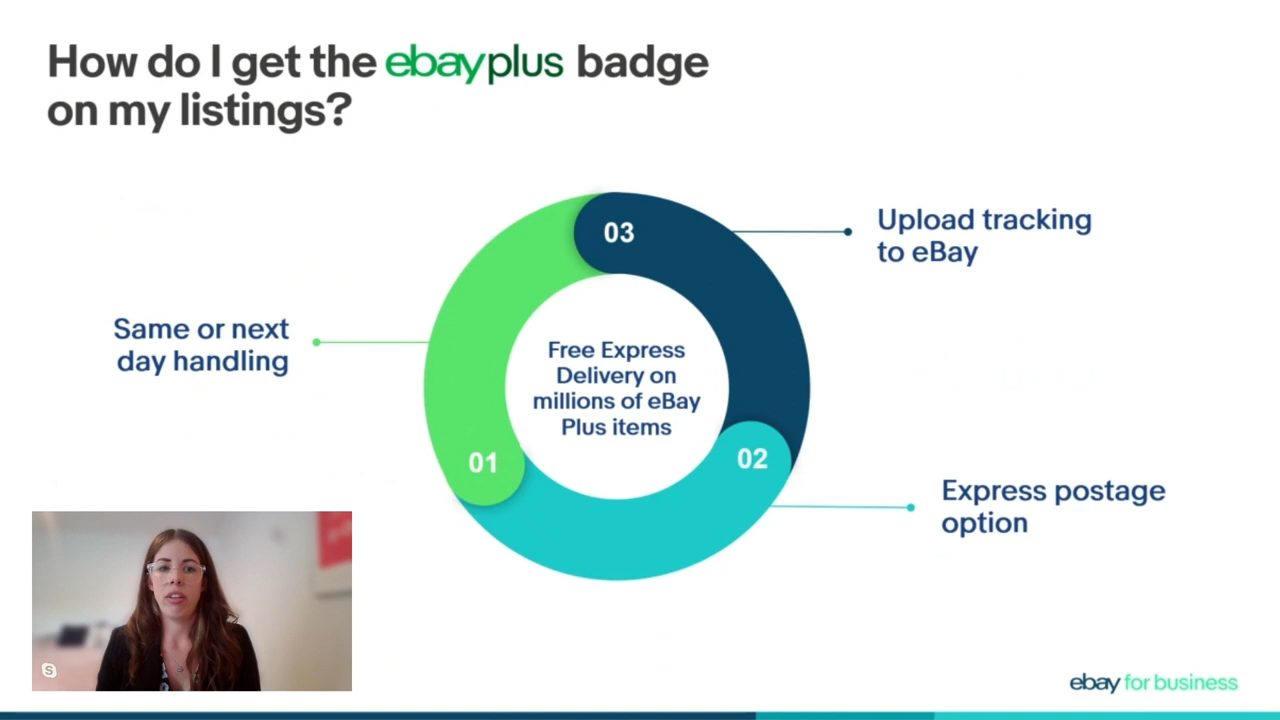 How do I get the ebayplus badge
on my listings?
03
Upload tracking
to eBay
Same or next
day handling
Free Express
Delivery on
millions of eBay
Plus items
01
02
Express postage
option
ebay for business